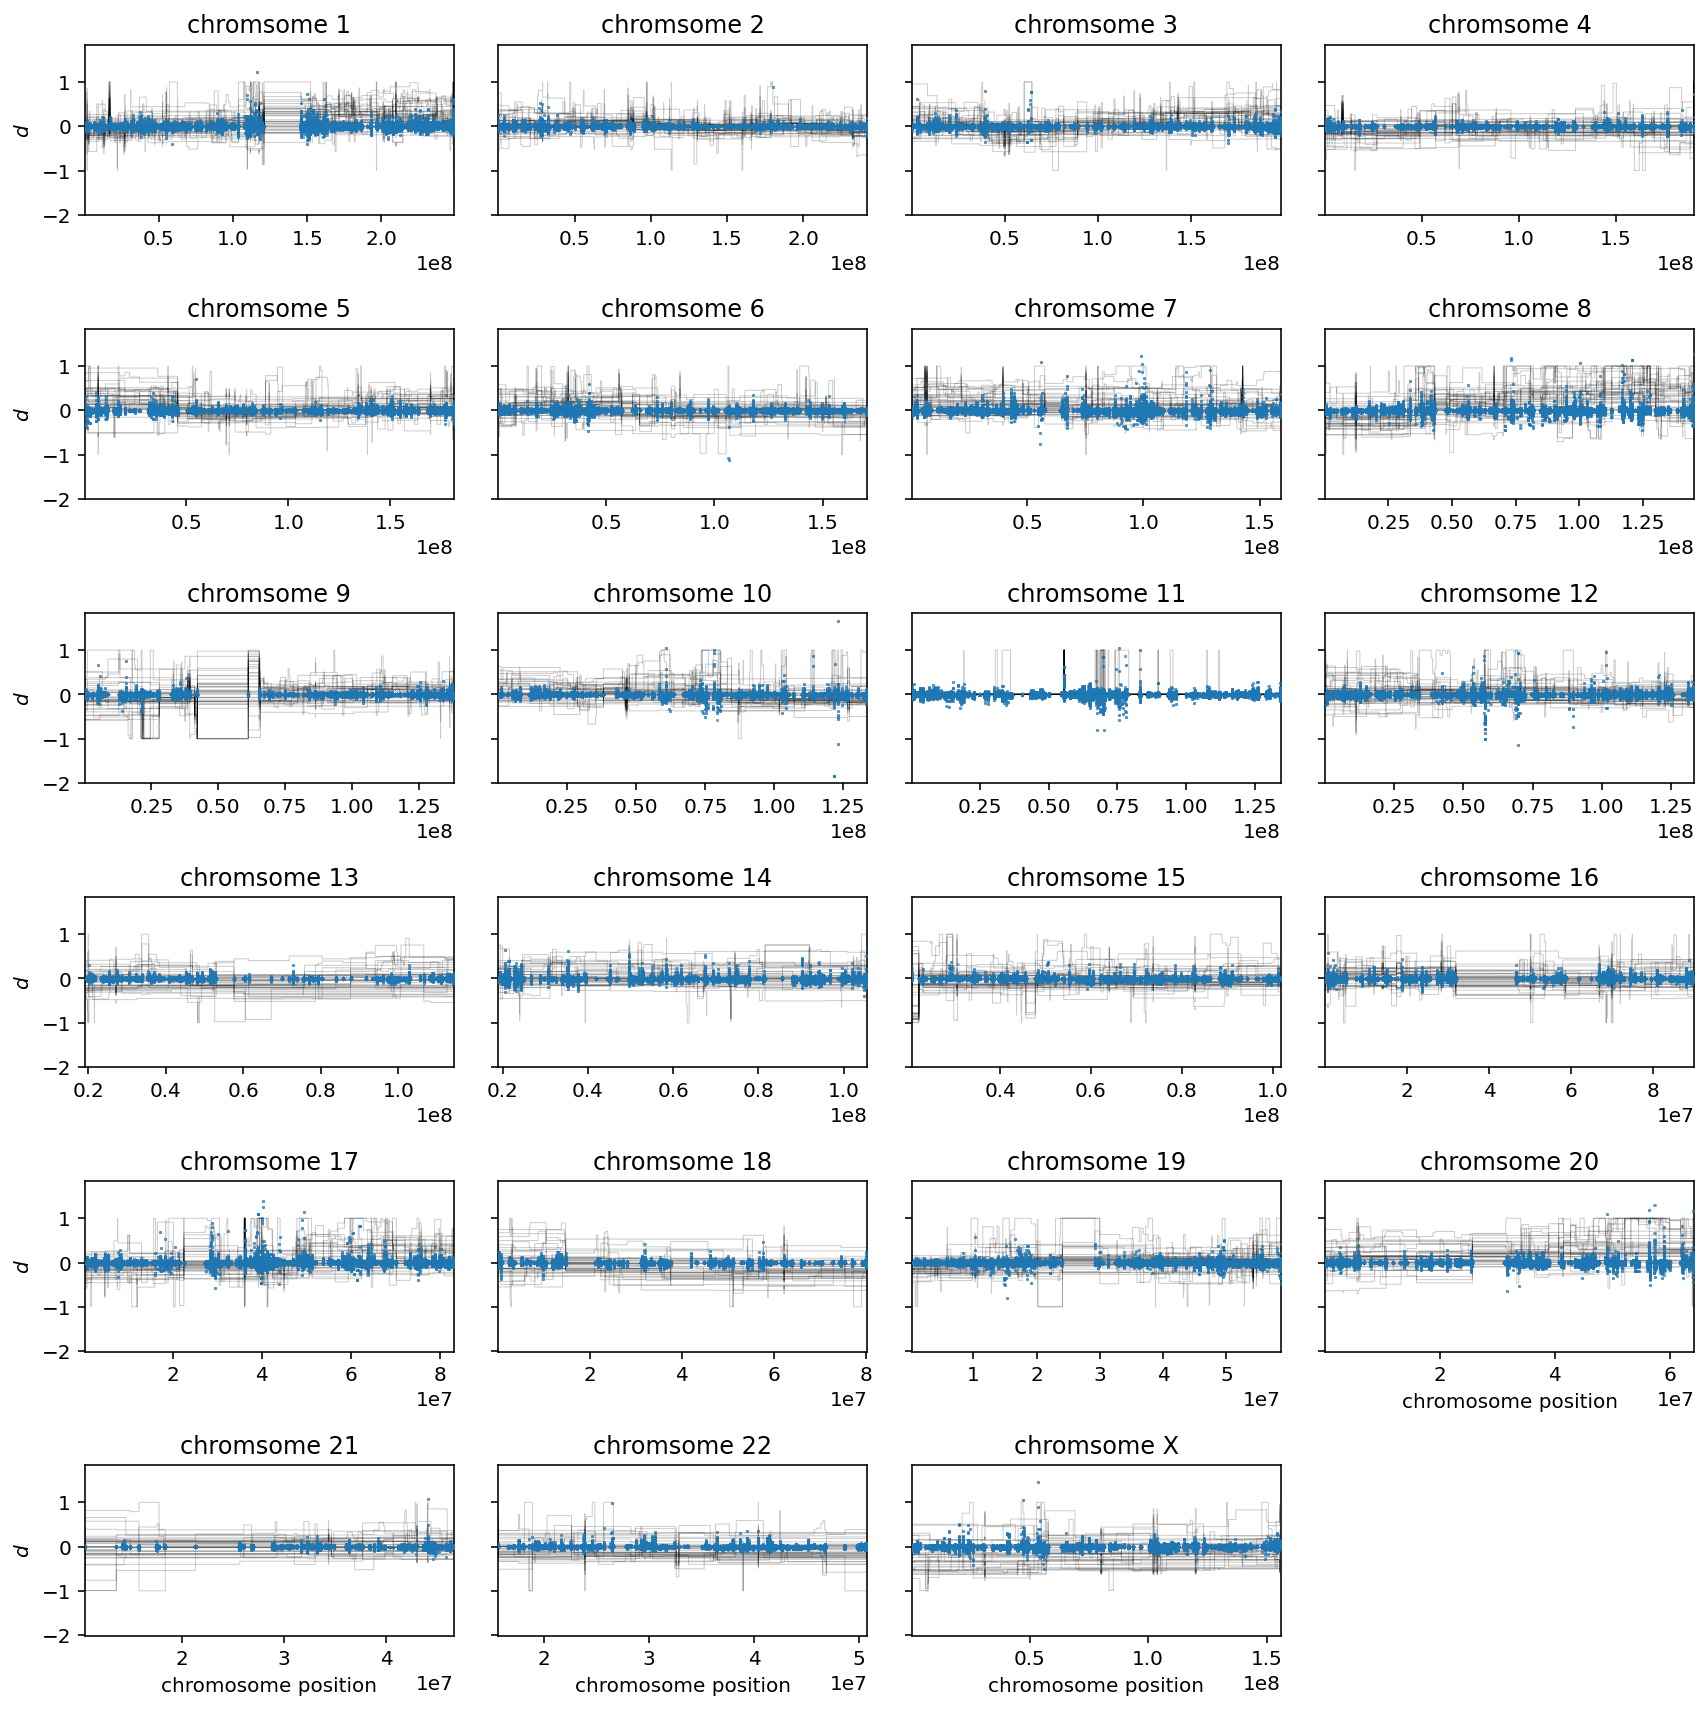 chromsome 1 chromsome 2 chromsome 3 chromsome 4
1
0
−1
−2
d
0.5 1.0 1.5 2.0 0.5 1.0 1.5 2.0 0.5 1.0 1.5 0.5 1.0 1.5
1e8 1e8 1e8 1e8
chromsome 5 chromsome 6 chromsome 7 chromsome 8
1
0
−1
−2
d
0.5 1.0 1.5 0.5 1.0 1.5 0.5 1.0 1.5 0.25 0.50 0.75 1.00 1.25
1e8 1e8 1e8 1e8
chromsome 9 chromsome 10 chromsome 11 chromsome 12
1
0
−1
−2
d
0.25 0.50 0.75 1.00 1.25 0.25 0.50 0.75 1.00 1.25 0.25 0.50 0.75 1.00 1.25 0.25 0.50 0.75 1.00 1.25
1e8 1e8 1e8 1e8
chromsome 13 chromsome 14 chromsome 15 chromsome 16
1
0
−1
−2
d
0.2 0.4 0.6 0.8 1.0 0.2 0.4 0.6 0.8 1.0 0.4 0.6 0.8 1.0 2 4 6 8
1e8 1e8 1e8 1e7
chromsome 17 chromsome 18 chromsome 19 chromsome 20
1
0
−1
−2
d
2 4 6 8 2 4 6 8 1 2 3 4 5 2 4 6
1e7 1e7 1e7 chromosome position 1e7
chromsome 21 chromsome 22 chromsome X
1
0
−1
−2
d
2 3 4 2 3 4 5 0.5 1.0 1.5
chromosome position 1e7 chromosome position 1e7 chromosome position 1e8